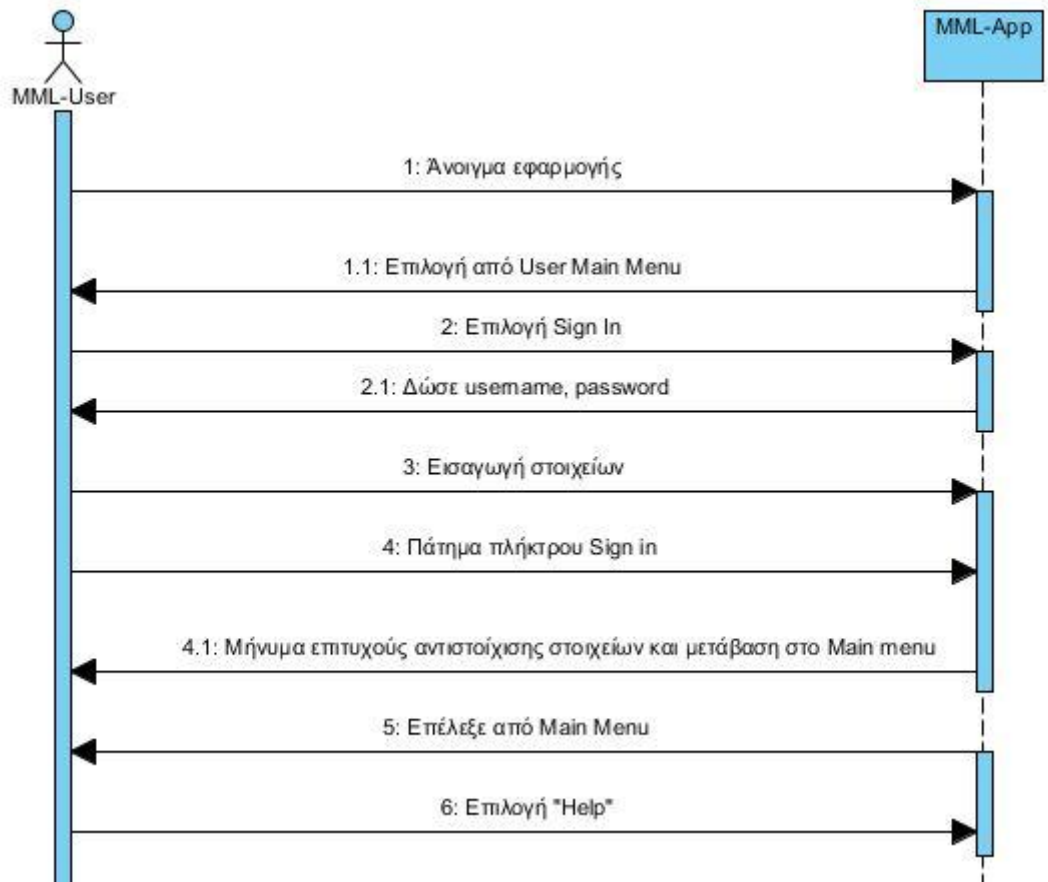 MML-User
MML-App
1: Άνοιγμα εφαρμογής
1.1: Επιλογή από User Main Menu
2: Επιλογή Sign In
2.1: Δώσε username, password
3: Εισαγωγή στοιχείων
4: Πάτημα πλήκτρου Sign in
4.1: Μήνυμα επιτυχούς αντιστοίχισης στοιχείων και μετάβαση στο Main menu
5: Επέλεξε από Main Menu
6: Επιλογή "Help"